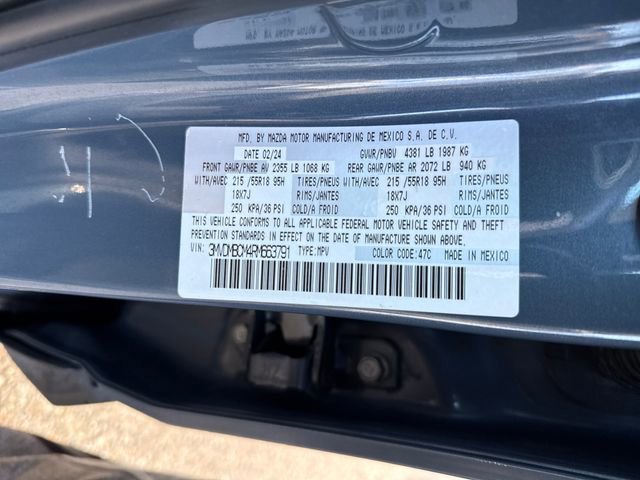 MFD. BY MAZDA MOTOR MANUFACTURING DE MEXICO S.A. DE C.V.
DATE 02/24 GVWR/PNBV 4381 LB 1987 KG
FRONT GAWR/PNBE AV 2355 LB 1068 KG REAR GAWR/PNBE AR 2072 LB 940 KG
WITH/AVEC 215 /55R18 95H TIRES/PNEUS WITH/AVEC 215 /55R18 95H TIRES/PNEUS
18X7J RIMS/JANTES 18X7J RIMS/JANTES
250 KPA/36 PSI COLD/A FROID 250 KPA/36 PSI COLD/A FROID
THIS VEHICLE CONFORMS TO ALL APPLICABLE FEDERAL MOTOR VEHICLE SAFETY AND THEFT
PREVENTION STANDARDS IN EFFECT ON THE DATE OF MANUFACTURE SHOWN ABOVE.
VIN: 3MVDMBCM4RM663791 TYPE: MPV COLOR CODE: 47C MADE IN MEXICO